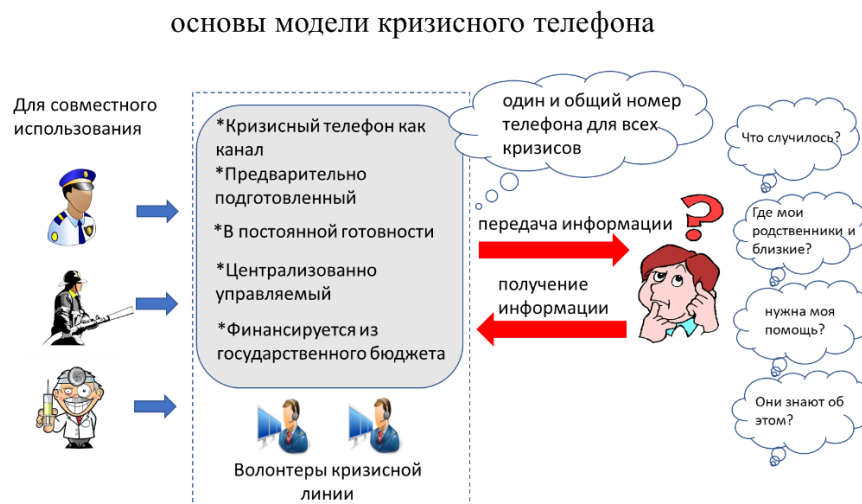 основы модели кризисного телефона
Для совместного
использования
*Кризисный телефон как
канал
*Предварительно
подготовленный
*В постоянной готовности
*Централизованно
управляемый
*Финансируется из
государственного бюджета
Волонтеры кризисной
линии
один и общий номер
телефона для всех
кризисов
передача информации
получение
информации
?
Что случилось?
Где мои
родственники и
близкие?
нужна моя
помощь?
Они знают об
этом?